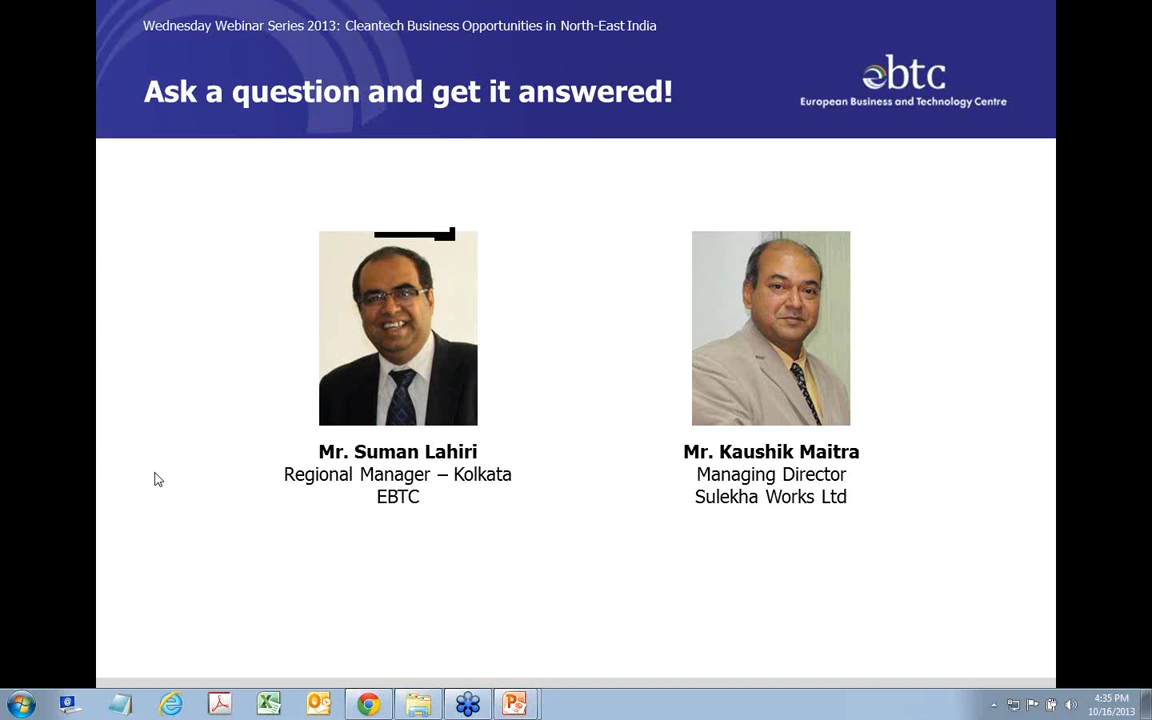 Wednesday Webinar Series 2013: Cleantech Business Opportunities in North-East India
Ask a question and get it answered!
ebtc
European Business and Technology Centre
Mr. Suman Lahiri
Regional Manager – Kolkata
EBTC
Mr. Kaushik Maitra
Managing Director
Sulekha Works Ltd
4:35 PM
10/16/2013